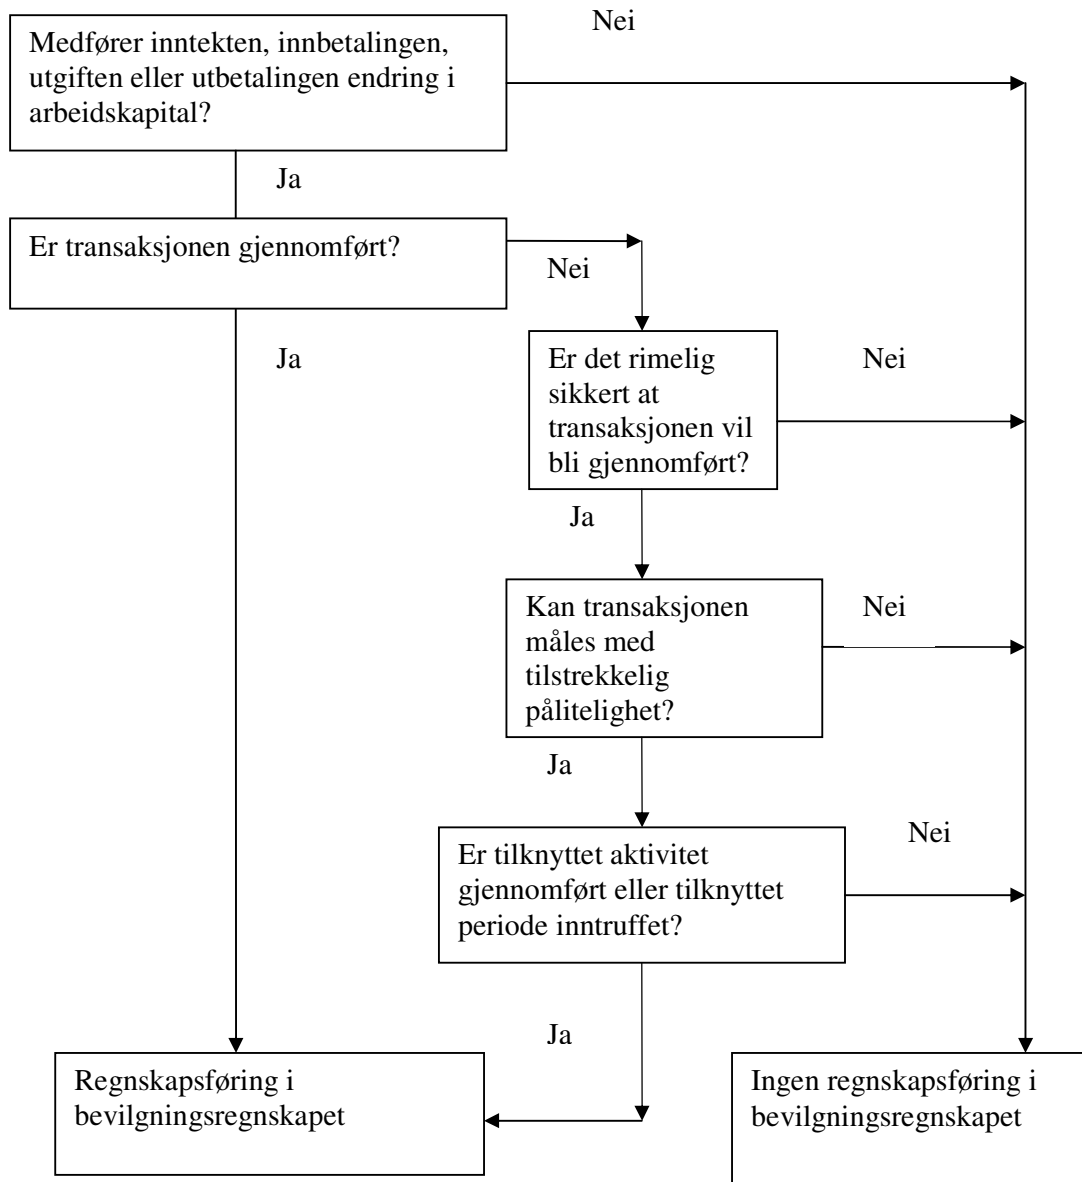 Nei
Medfører inntekten, innbetalingen,
utgiften eller utbetalingen endring i
arbeidskapital?
Ja
Er transaksjonen gjennomført?
Nei
Ja
Er det rimelig
sikkert at
transaksjonen vil
bli gjennomført?
Nei
Ja
Kan transaksjonen
måles med
tilstrekkelig
pålitelighet?
Nei
Ja
Nei
Er tilknyttet aktivitet
gjennomført eller tilknyttet
periode inntruffet?
Ja
Regnskapsføring i
bevilgningsregnskapet
Ingen regnskapsføring i
bevilgningsregnskapet